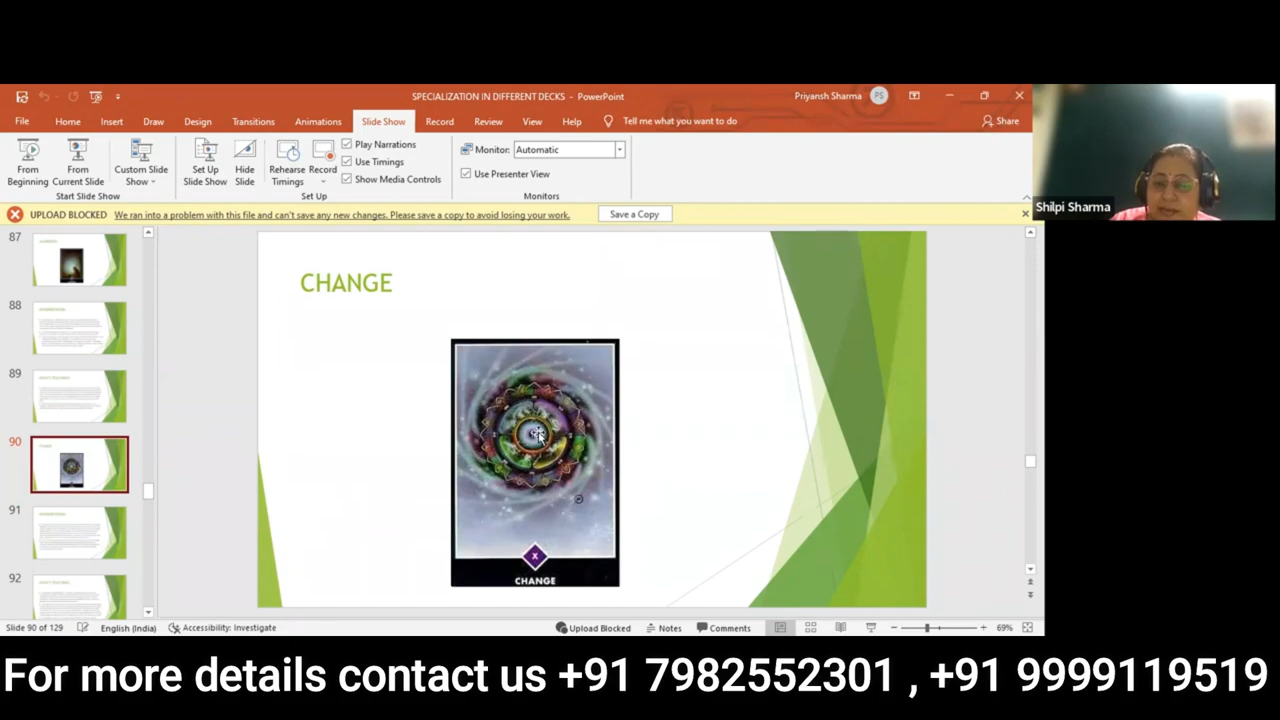 SPECIALIZATION IN DIFFERENT DECKS - PowerPoint
Priyansh Sharma PS
File Home Insert Draw Design Transitions Animations Slide Show Record Review View Help Tell me what you want to do Share
From Beginning
From Current Slide
Custom Slide Show
Start Slide Show
Set Up Slide Show
Hide Slide
Rehearse Timings
Record
Play Narrations
Use Timings
Show Media Controls
Set Up
Monitor: Automatic
Use Presenter View
Monitors
Shilpi Sharma
UPLOAD BLOCKED We ran into a problem with this file and can't save any new changes. Please save a copy to avoid losing your work. Save a Copy
87
88
89
90
91
92
CHANGE
X
CHANGE
Slide 90 of 129 English (India) Accessibility: Investigate Upload Blocked Notes Comments 69%
For more details contact us +91 7982552301 , +91 9999119519